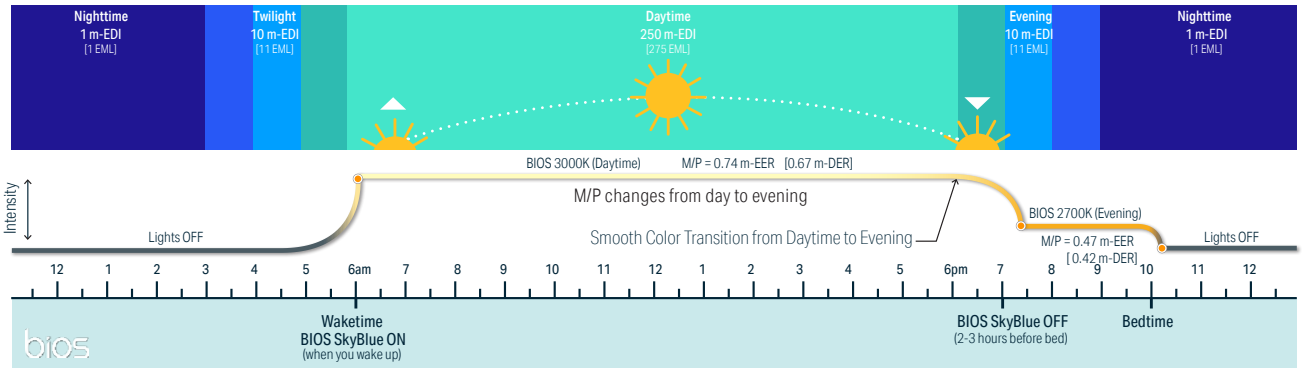 Nighttime
1 m-EDI
[1 EML]
Twilight
10 m-EDI
[11 EML]
Daytime
250 m-EDI
[275 EML]
Evening
10 m-EDI
[11 EML]
Nighttime
1 m-EDI
[1 EML]
Intensity
BIOS 3000K (Daytime) M/P = 0.74 m-EER [0.67 m-DER]
M/P changes from day to evening
Smooth Color Transition from Daytime to Evening
Lights OFF
BIOS 2700K (Evening)
M/P = 0.47 m-EER
[ 0.42 m-DER]
Lights OFF
12 1 2 3 4 5 6am 7 8 9 10 11 12 1 2 3 4 5 6pm 7 8 9 10 11 12
Waketime
BIOS SkyBlue ON
(when you wake up)
BIOS SkyBlue OFF
(2-3 hours before bed)
Bedtime
bios